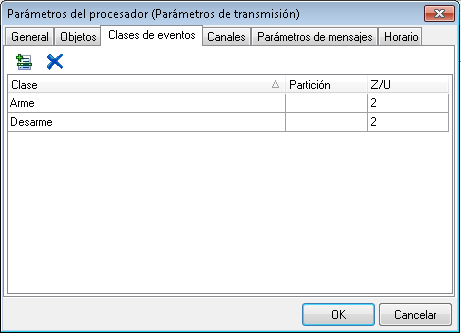 Parámetros del procesador (Parámetros de transmisión)
General Objetos Clases de eventos Canales Parámetros de mensajes Horario
Clase Partición Z/U
Arme 2
Desarme 2
OK Cancelar